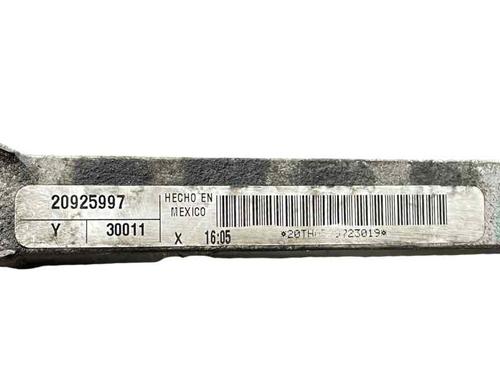 20925997
Y 30011
HECHO EN
MEXICO
X 16:05